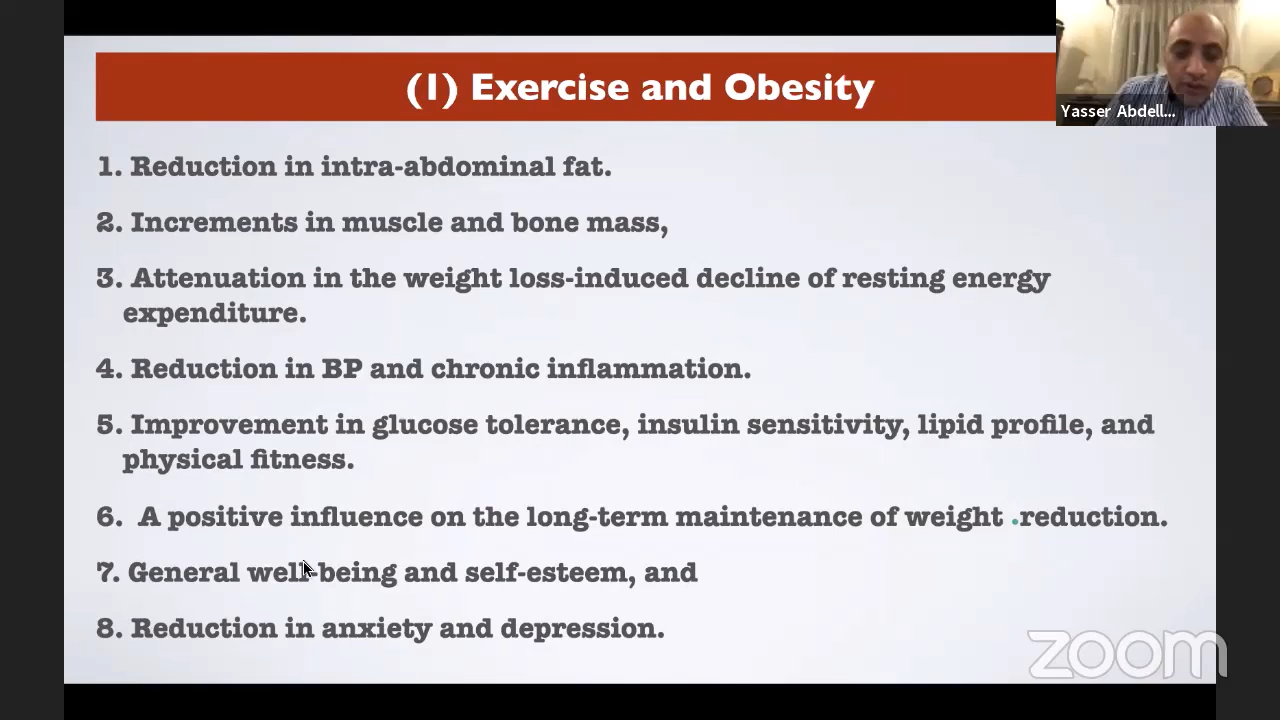 (1) Exercise and Obesity
Yasser Abdell...
1. Reduction in intra-abdominal fat.
2. Increments in muscle and bone mass,
3. Attenuation in the weight loss-induced decline of resting energy
expenditure.
4. Reduction in BP and chronic inflammation.
5. Improvement in glucose tolerance, insulin sensitivity, lipid profile, and
physical fitness.
6. A positive influence on the long-term maintenance of weight .reduction.
7. General well-being and self-esteem, and
8. Reduction in anxiety and depression.
zoom